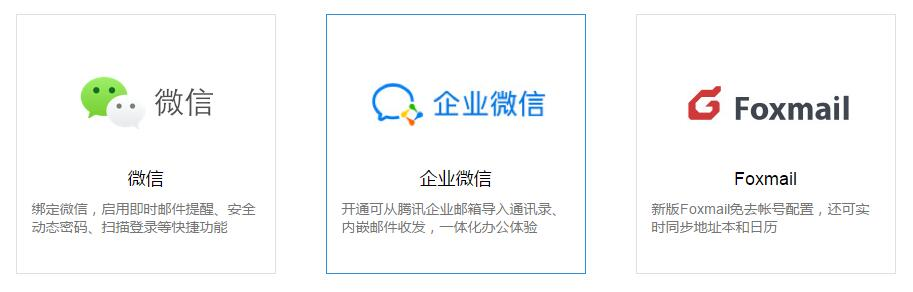 微信
企业微信
Foxmail
微信
绑定微信，启用即时邮件提醒、安全
动态密码、扫描登录等快捷功能
企业微信
开通可从腾讯企业邮箱导入通讯录、
内嵌邮件收发，一体化办公体验
Foxmail
新版Foxmail免去帐号配置，还可实
时同步地址本和日历